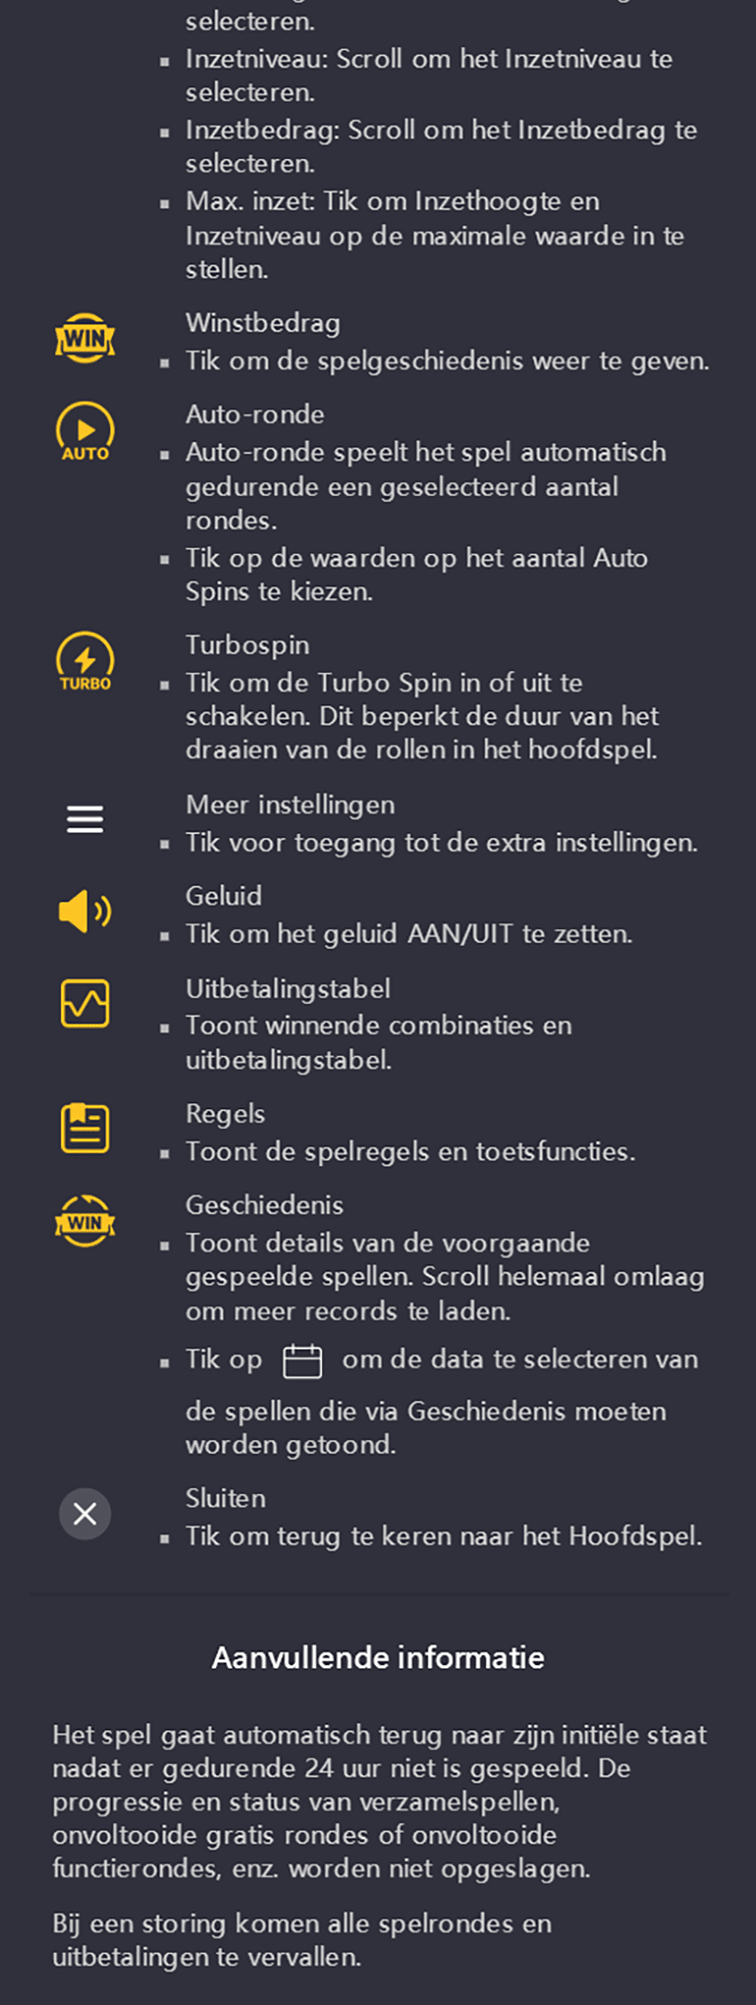 selecteren.
▪ Inzetniveau: Scroll om het Inzetniveau te
selecteren.
▪ Inzetbedrag: Scroll om het Inzetbedrag te
selecteren.
▪ Max. inzet: Tik om Inzethoogte en
Inzetniveau op de maximale waarde in te
stellen.
WIN
Winstbedrag
▪ Tik om de spelgeschiedenis weer te geven.
AUTO
Auto-ronde
▪ Auto-ronde speelt het spel automatisch
gedurende een geselecteerd aantal
rondes.
▪ Tik op de waarden op het aantal Auto
Spins te kiezen.
TURBO
Turbospin
▪ Tik om de Turbo Spin in of uit te
schakelen. Dit beperkt de duur van het
draaien van de rollen in het hoofdspel.
Meer instellingen
▪ Tik voor toegang tot de extra instellingen.
Geluid
▪ Tik om het geluid AAN/UIT te zetten.
Uitbetalingstabel
▪ Toont winnende combinaties en
uitbetalingstabel.
Regels
▪ Toont de spelregels en toetsfuncties.
WIN
Geschiedenis
▪ Toont details van de voorgaande
gespeelde spellen. Scroll helemaal omlaag
om meer records te laden.
▪ Tik op om de data te selecteren van
de spellen die via Geschiedenis moeten
worden getoond.
Sluiten
▪ Tik om terug te keren naar het Hoofdspel.
Aanvullende informatie
Het spel gaat automatisch terug naar zijn initiële staat
nadat er gedurende 24 uur niet is gespeeld. De
progressie en status van verzamelspellen,
onvoltooide gratis rondes of onvoltooide
functierondes, enz. worden niet opgeslagen.
Bij een storing komen alle spelrondes en
uitbetalingen te vervallen.